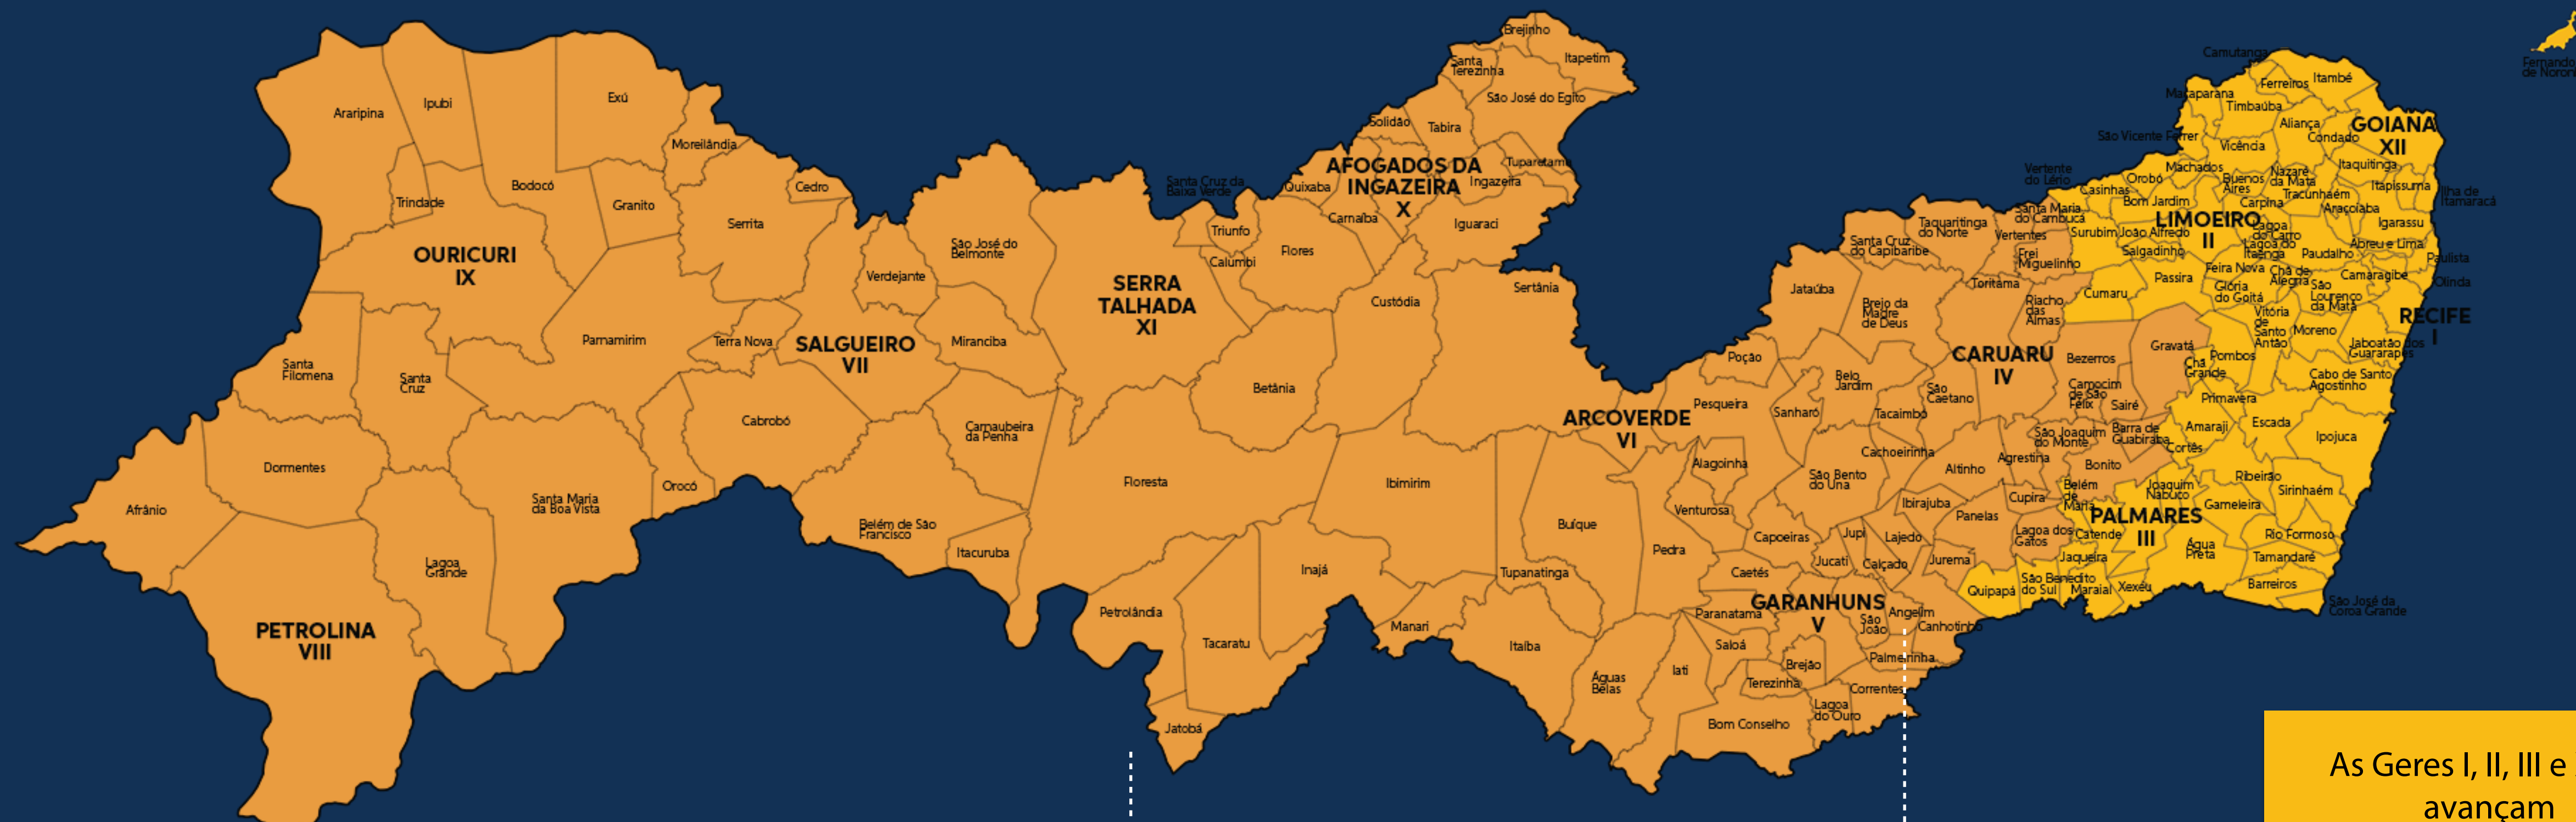 Brejinho
Itapetim
Santa
Terezinha
São José do Egito
Solidão
Tabira
Tuparetama
AFOGADOS DA
INGAZEIRA
X
Ingazeira
Quixaba
Carnaíba
Iguaraci
Araripina
Ipubi
Exú
Moreilândia
Bodocó
Trindade
Granito
Serrita
Cedro
OURICURI
IX
Parnamirim
Santa
Filomena
Santa
Cruz
Terra Nova
Verdejante
São José do
Belmonte
SALGUEIRO
VII
Miranciba
Cabrobó
Carnaubeira
da Penha
Dormentes
Afrânio
Santa Maria
da Boa Vista
Orocó
Lagoa
Grande
Belém de São
Francisco
Itacuruba
PETROLINA
VIII
Santa Cruz da
Baixa Verde
Triunfo
Calumbi
Flores
SERRA
TALHADA
XI
Custódia
Betânia
Sertânia
Floresta
Ibimirim
Petrolândia
Inajá
Tacaratu
Jatobá
Manari
ARCOVERDE
VI
Poção
Pesqueira
Sanharó
Alagoinha
Venturosa
Buíque
Pedra
Tupanatinga
Itaíba
Águas
Belas
Iati
Jataúba
Santa Cruz
do Capibaribe
Taquaritinga
do Norte
Santa Maria
do Cambucá
Vertentes
Frei
Miguelinho
Toritama
Brejo da
Madre
de Deus
Riacho
das
Almas
CARUARU
IV
Bezerros
Gravatá
Belo
Jardim
São
Caetano
Tacaimbó
Camocim
de São
Félix
Sairé
São Joaquim
do Monte
Barra de
Guabiraba
Cachoeirinha
Altinho
Agrestina
Bonito
São Bento
do Una
Ibirajuba
Cupira
Panelas
Lagoa dos
Gatos
Capoeiras
Jupi
Lajedo
Jucati
Calçado
Jurema
Caetés
GARANHUNS
V
Paranatama
Angelim
São
João
Canhotinho
Saloá
Brejão
Palmerinha
Terezinha
Correntes
Lagoa
do Ouro
Bom Conselho
Camutanga
Ferreiros
Itambé
Macaparana
Timbaúba
São Vicente Ferrer
Aliança
Condado
GOIANA
XII
Vicência
Itaquitinga
Vertente
do Lério
Machados
Orobó
Buenos
Aires
Nazaré
da Mata
Tracunhaém
Itapissuma
Ilha de
Itamaracá
Casinhas
Bom Jardim
Carpina
Araçoiaba
Igarassu
LIMOEIRO
II
Surubim
João Alfredo
Lagoa
do Carro
Lagoa do
Itaenga
Paudalho
Abreu e Lima
Salgadinho
Paulista
Passira
Feira Nova
Chã de
Alegria
Camaragibe
Olinda
Cumaru
Glória
do Goitá
São
Lourenço
da Mata
RECIFE
I
Vitória
de
Santo
Antão
Moreno
Jaboatão dos
Guararapes
Pombos
Chã
Grande
Cabo de Santo
Agostinho
Primavera
Amaraji
Escada
Ipojuca
Cortês
Ribeirão
Sirinhaém
Belém
de
Maria
Joaquim
Nabuco
Gameleira
PALMARES
III
Catende
Água
Preta
Rio Formoso
Jaqueira
Tamandaré
Quipapá
São Benedito
do Sul
Maraial
Xexéu
Barreiros
São José da
Coroa Grande
As Geres I, II, III e
avançam